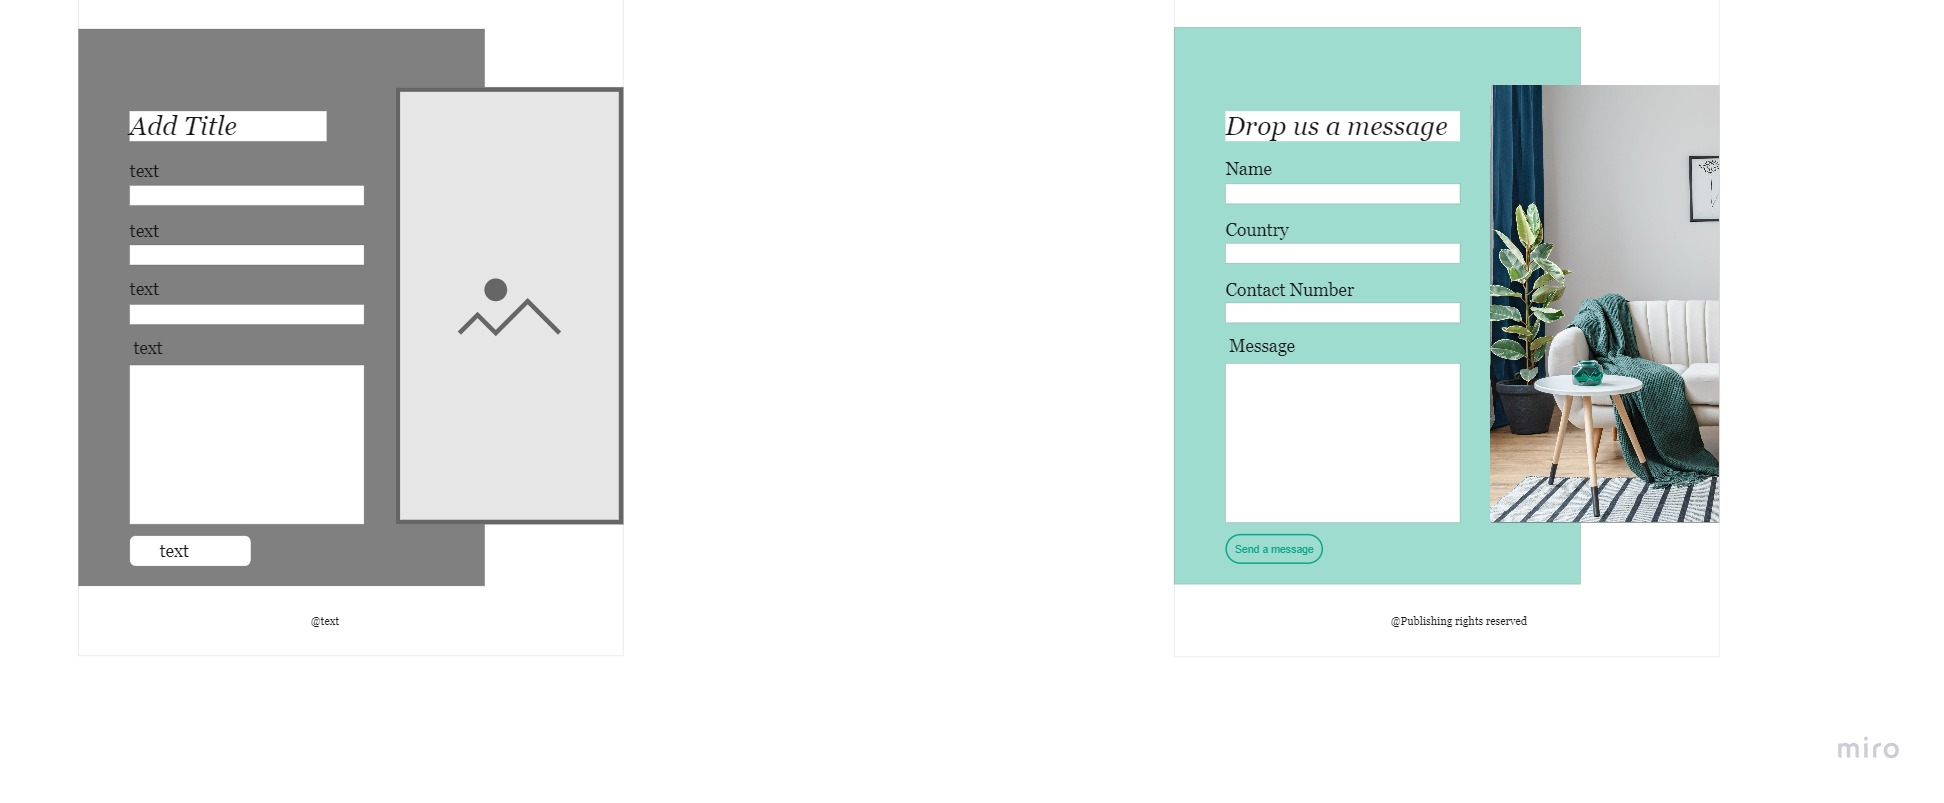 Add Title
text
text
text
text
text
@text
Drop us a message
Name
Country
Contact Number
Message
Send a message
@Publishing rights reserved
miro